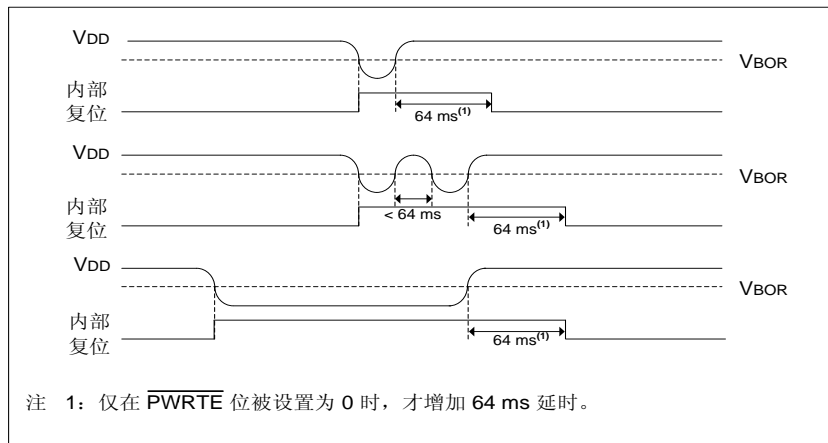 VDD
VBOR
内部
复位
64 ms(1)
VDD
VBOR
内部
复位
< 64 ms
64 ms(1)
VDD
VBOR
内部
复位
64 ms(1)
注 1：仅在 PWRTE 位被设置为 0 时，才增加 64 ms 延时。